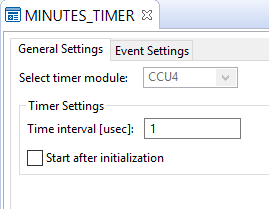 MINUTES_TIMER
General Settings Event Settings
Select timer module: CCU4
Timer Settings
Time interval [usec]: 1
Start after initialization